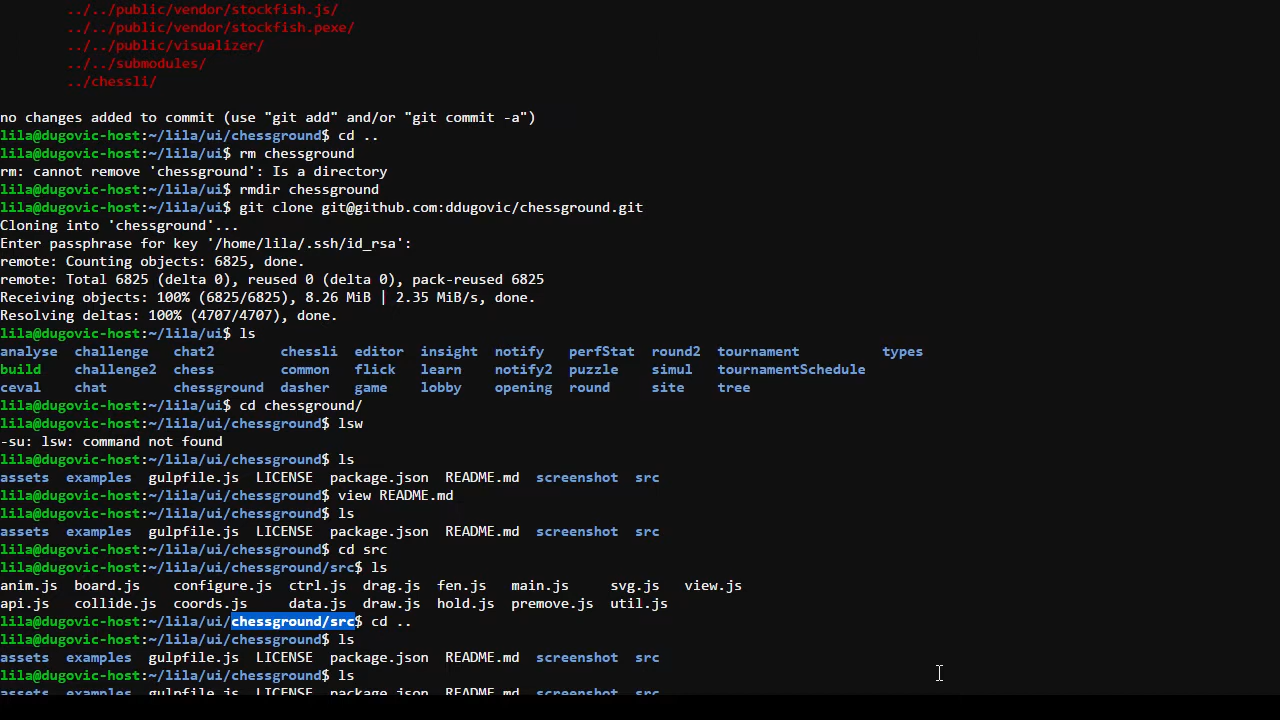 ../../public/vendor/stockfish.js/
../../public/vendor/stockfish.pexe/
../../public/visualizer/
../../submodules/
../chessli/
no changes added to commit (use "git add" and/or "git commit -a")
lila@dugovic-host:~/lila/ui/chessground$ cd ..
lila@dugovic-host:~/lila/ui$ rm chessground
rm: cannot remove 'chessground': Is a directory
lila@dugovic-host:~/lila/ui$ rmdir chessground
lila@dugovic-host:~/lila/ui$ git clone git@github.com:ddugovic/chessground.git
Cloning into 'chessground'...
Enter passphrase for key '/home/lila/.ssh/id_rsa':
remote: Counting objects: 6825, done.
remote: Total 6825 (delta 0), reused 0 (delta 0), pack-reused 6825
Receiving objects: 100% (6825/6825), 8.26 MiB | 2.35 MiB/s, done.
Resolving deltas: 100% (4707/4707), done.
lila@dugovic-host:~/lila/ui$ ls
analyse  challenge   chat2        chessli  editor  insight  notify   perfStat  round2  tournament          types
build    challenge2  chess        common   flick   learn    notify2  puzzle    simul   tournamentSchedule
ceval    chat        chessground  dasher   game    lobby    opening  round     site    tree
lila@dugovic-host:~/lila/ui$ cd chessground/
lila@dugovic-host:~/lila/ui/chessground$ lsw
-su: lsw: command not found
lila@dugovic-host:~/lila/ui/chessground$ ls
assets  examples  gulpfile.js  LICENSE  package.json  README.md  screenshot  src
lila@dugovic-host:~/lila/ui/chessground$ view README.md
lila@dugovic-host:~/lila/ui/chessground$ ls
assets  examples  gulpfile.js  LICENSE  package.json  README.md  screenshot  src
lila@dugovic-host:~/lila/ui/chessground$ cd src
lila@dugovic-host:~/lila/ui/chessground/src$ ls
anim.js  board.js    configure.js  ctrl.js  drag.js  fen.js   main.js     svg.js   view.js
api.js   collide.js  coords.js     data.js  draw.js  hold.js  premove.js  util.js
lila@dugovic-host:~/lila/ui/chessground/src$ cd ..
lila@dugovic-host:~/lila/ui/chessground$ ls
assets  examples  gulpfile.js  LICENSE  package.json  README.md  screenshot  src
lila@dugovic-host:~/lila/ui/chessground$ ls
assets  examples  gulpfile.js  LICENSE  package.json  README.md  screenshot  src